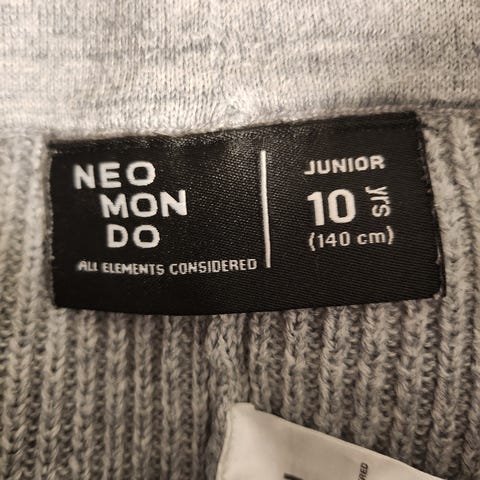 NEO
MON
DO
ALL ELEMENTS CONSIDERED
JUNIOR
10 yrs
(140 cm)